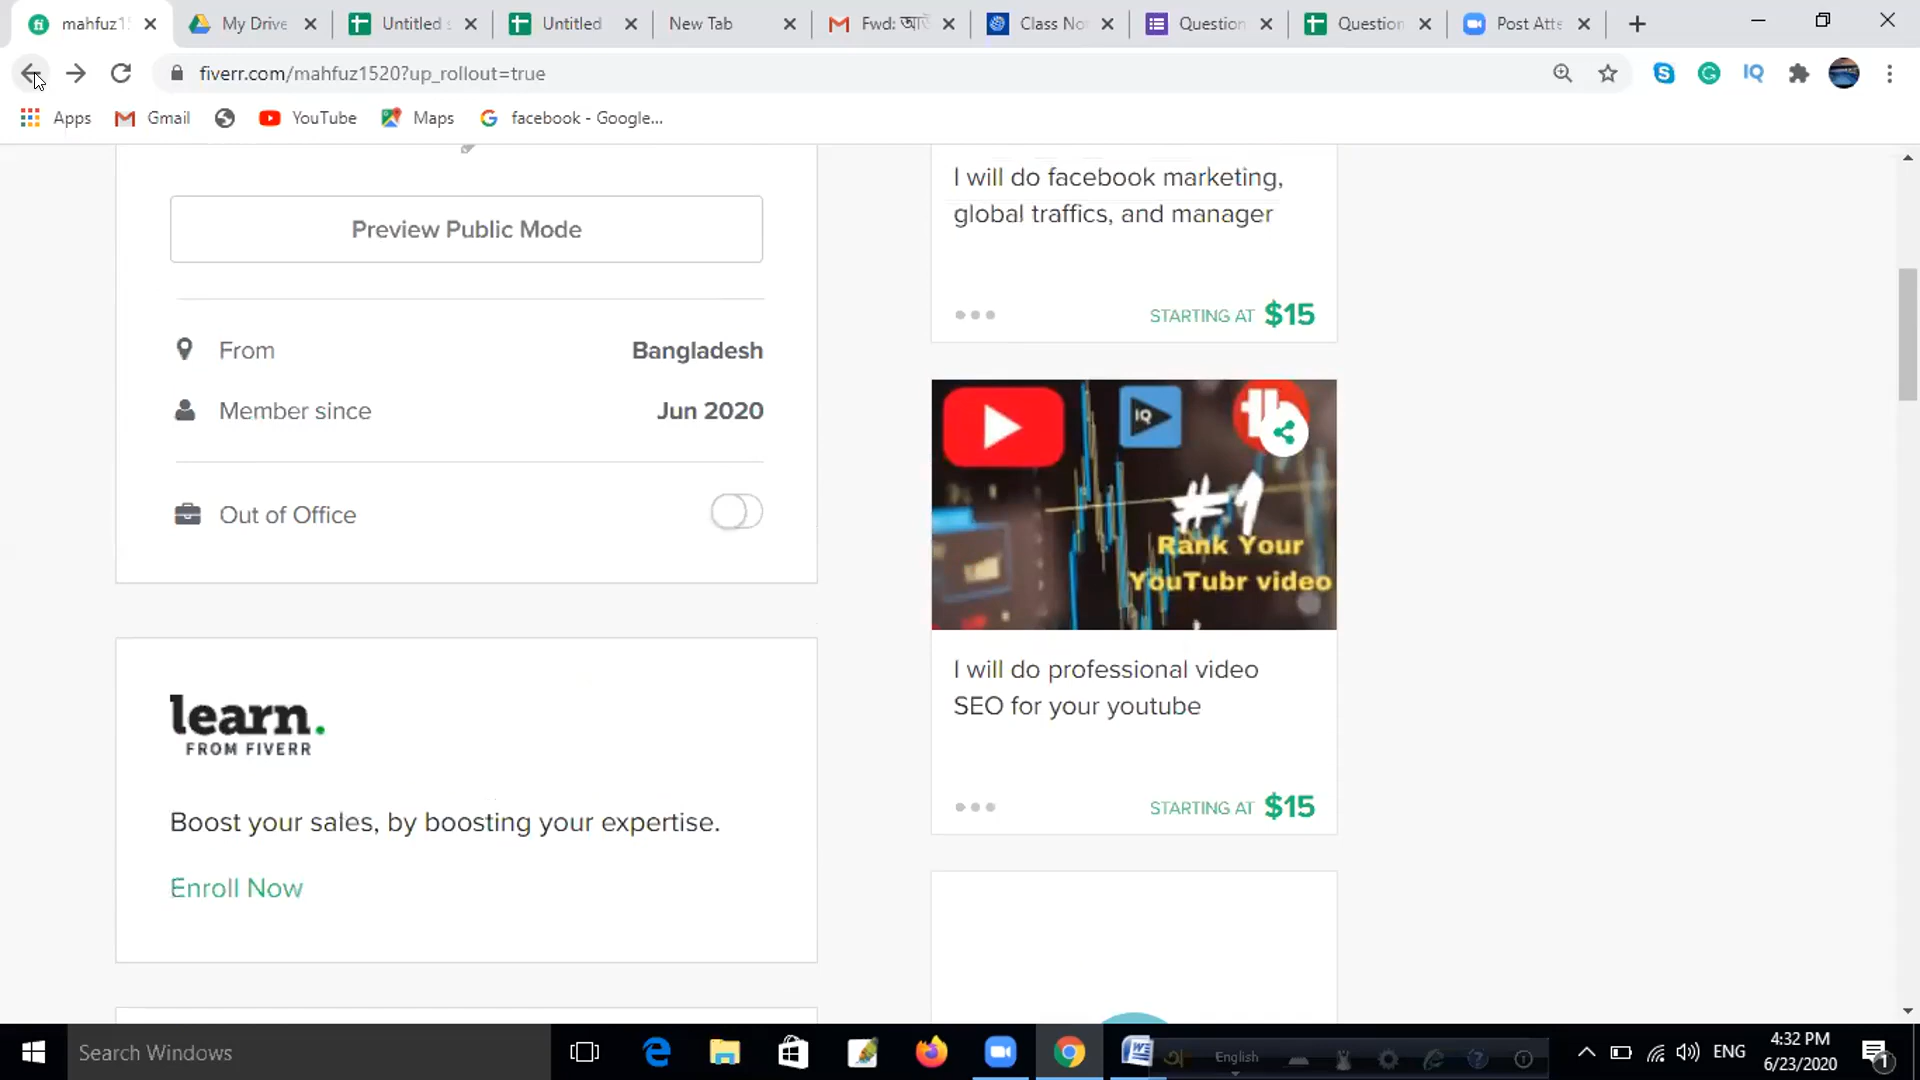 mahfuz1 My Drive Untitled s Untitled New Tab Fwd: আই Class No Question Question Post Atte
fiverr.com/mahfuz1520?up_rollout=true
IQ
Apps Gmail YouTube Maps facebook - Google...
I will do facebook marketing,
global traffics, and manager
Preview Public Mode
STARTING AT $15
From Bangladesh
Member since Jun 2020
IQ
#1
Rank Your
YouTubr video
Out of Office
I will do professional video
SEO for your youtube
learn.
FROM FIVERR
STARTING AT $15
Boost your sales, by boosting your expertise.
Enroll Now
Search Windows
English
ENG
4:32 PM
6/23/2020
1